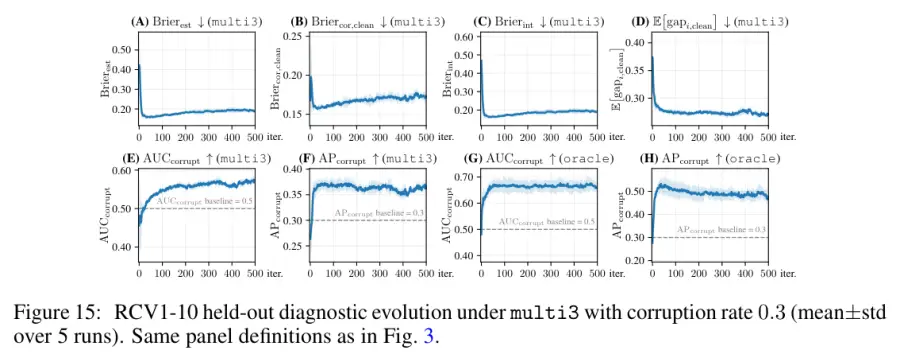 (A) Brier_est ↓ (multi3)
(B) Brier_cor,clean ↓ (multi3)
(C) Brier_int ↓ (multi3)
(D) 𝔼[gap_i,clean] ↓ (multi3)
Brier_est
0.50
0.40
0.30
0.20
0 100 200 300 400 500 iter.
Brier_cor,clean
0.25
0.20
0.15
0 100 200 300 400 500 iter.
Brier_int
0.60
0.50
0.40
0.30
0.20
0 100 200 300 400 500 iter.
𝔼[gap_i,clean]
0.40
0.30
0 100 200 300 400 500 iter.
(E) AUC_corrupt ↑ (multi3)
(F) AP_corrupt ↑ (multi3)
(G) AUC_corrupt ↑ (oracle)
(H) AP_corrupt ↑ (oracle)
AUC_corrupt
0.60
0.50
0.40
AUC_corrupt baseline = 0.5
0 100 200 300 400 500 iter.
AP_corrupt
0.40
0.35
0.30
0.25
AP_corrupt baseline = 0.3
0 100 200 300 400 500 iter.
AUC_corrupt
0.70
0.60
0.50
0.40
AUC_corrupt baseline = 0.5
0 100 200 300 400 500 iter.
AP_corrupt
0.50
0.40
0.30
0.20
AP_corrupt baseline = 0.3
0 100 200 300 400 500 iter.
Figure 15: RCV1-10 held-out diagnostic evolution under multi3 with corruption rate 0.3 (mean±std
over 5 runs). Same panel definitions as in Fig. 3.